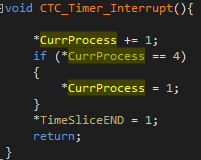 void CTC_Timer_Interrupt(){
*CurrProcess += 1;
if (*CurrProcess == 4)
{
*CurrProcess = 1;
}
*TimeSliceEND = 1;
return;
}